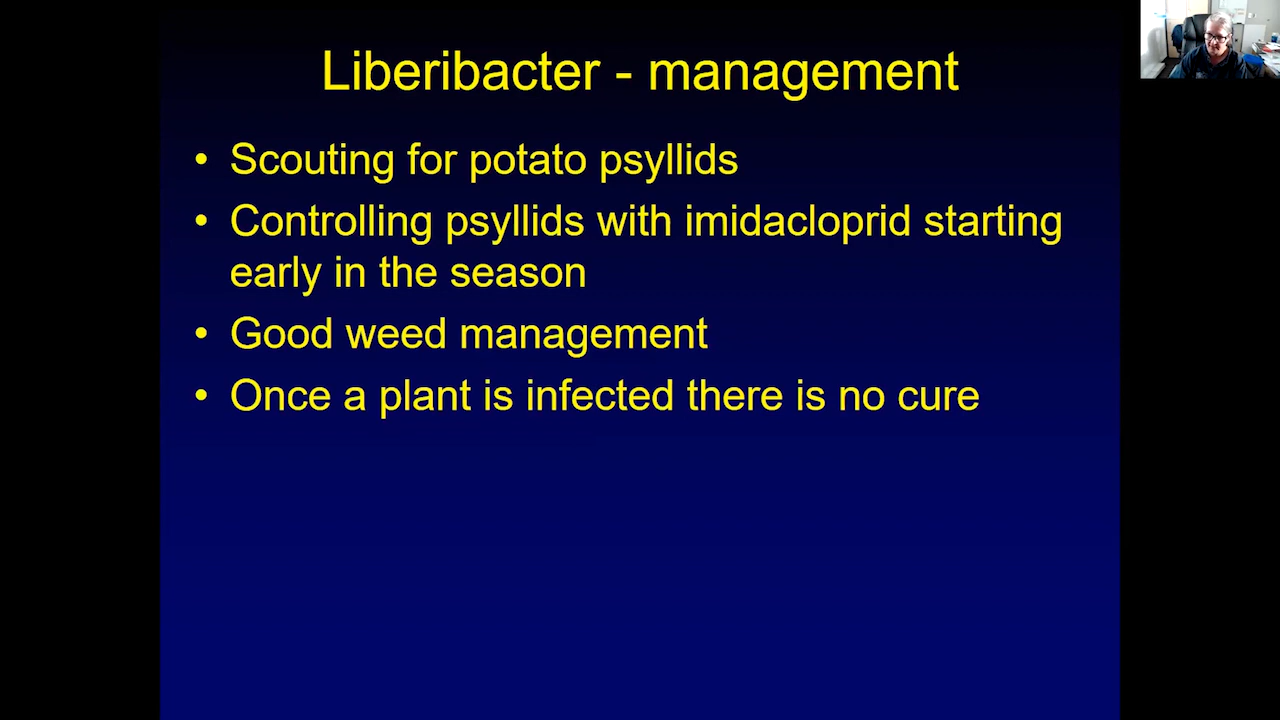 Liberibacter - management
• Scouting for potato psyllids
• Controlling psyllids with imidacloprid starting
early in the season
• Good weed management
• Once a plant is infected there is no cure